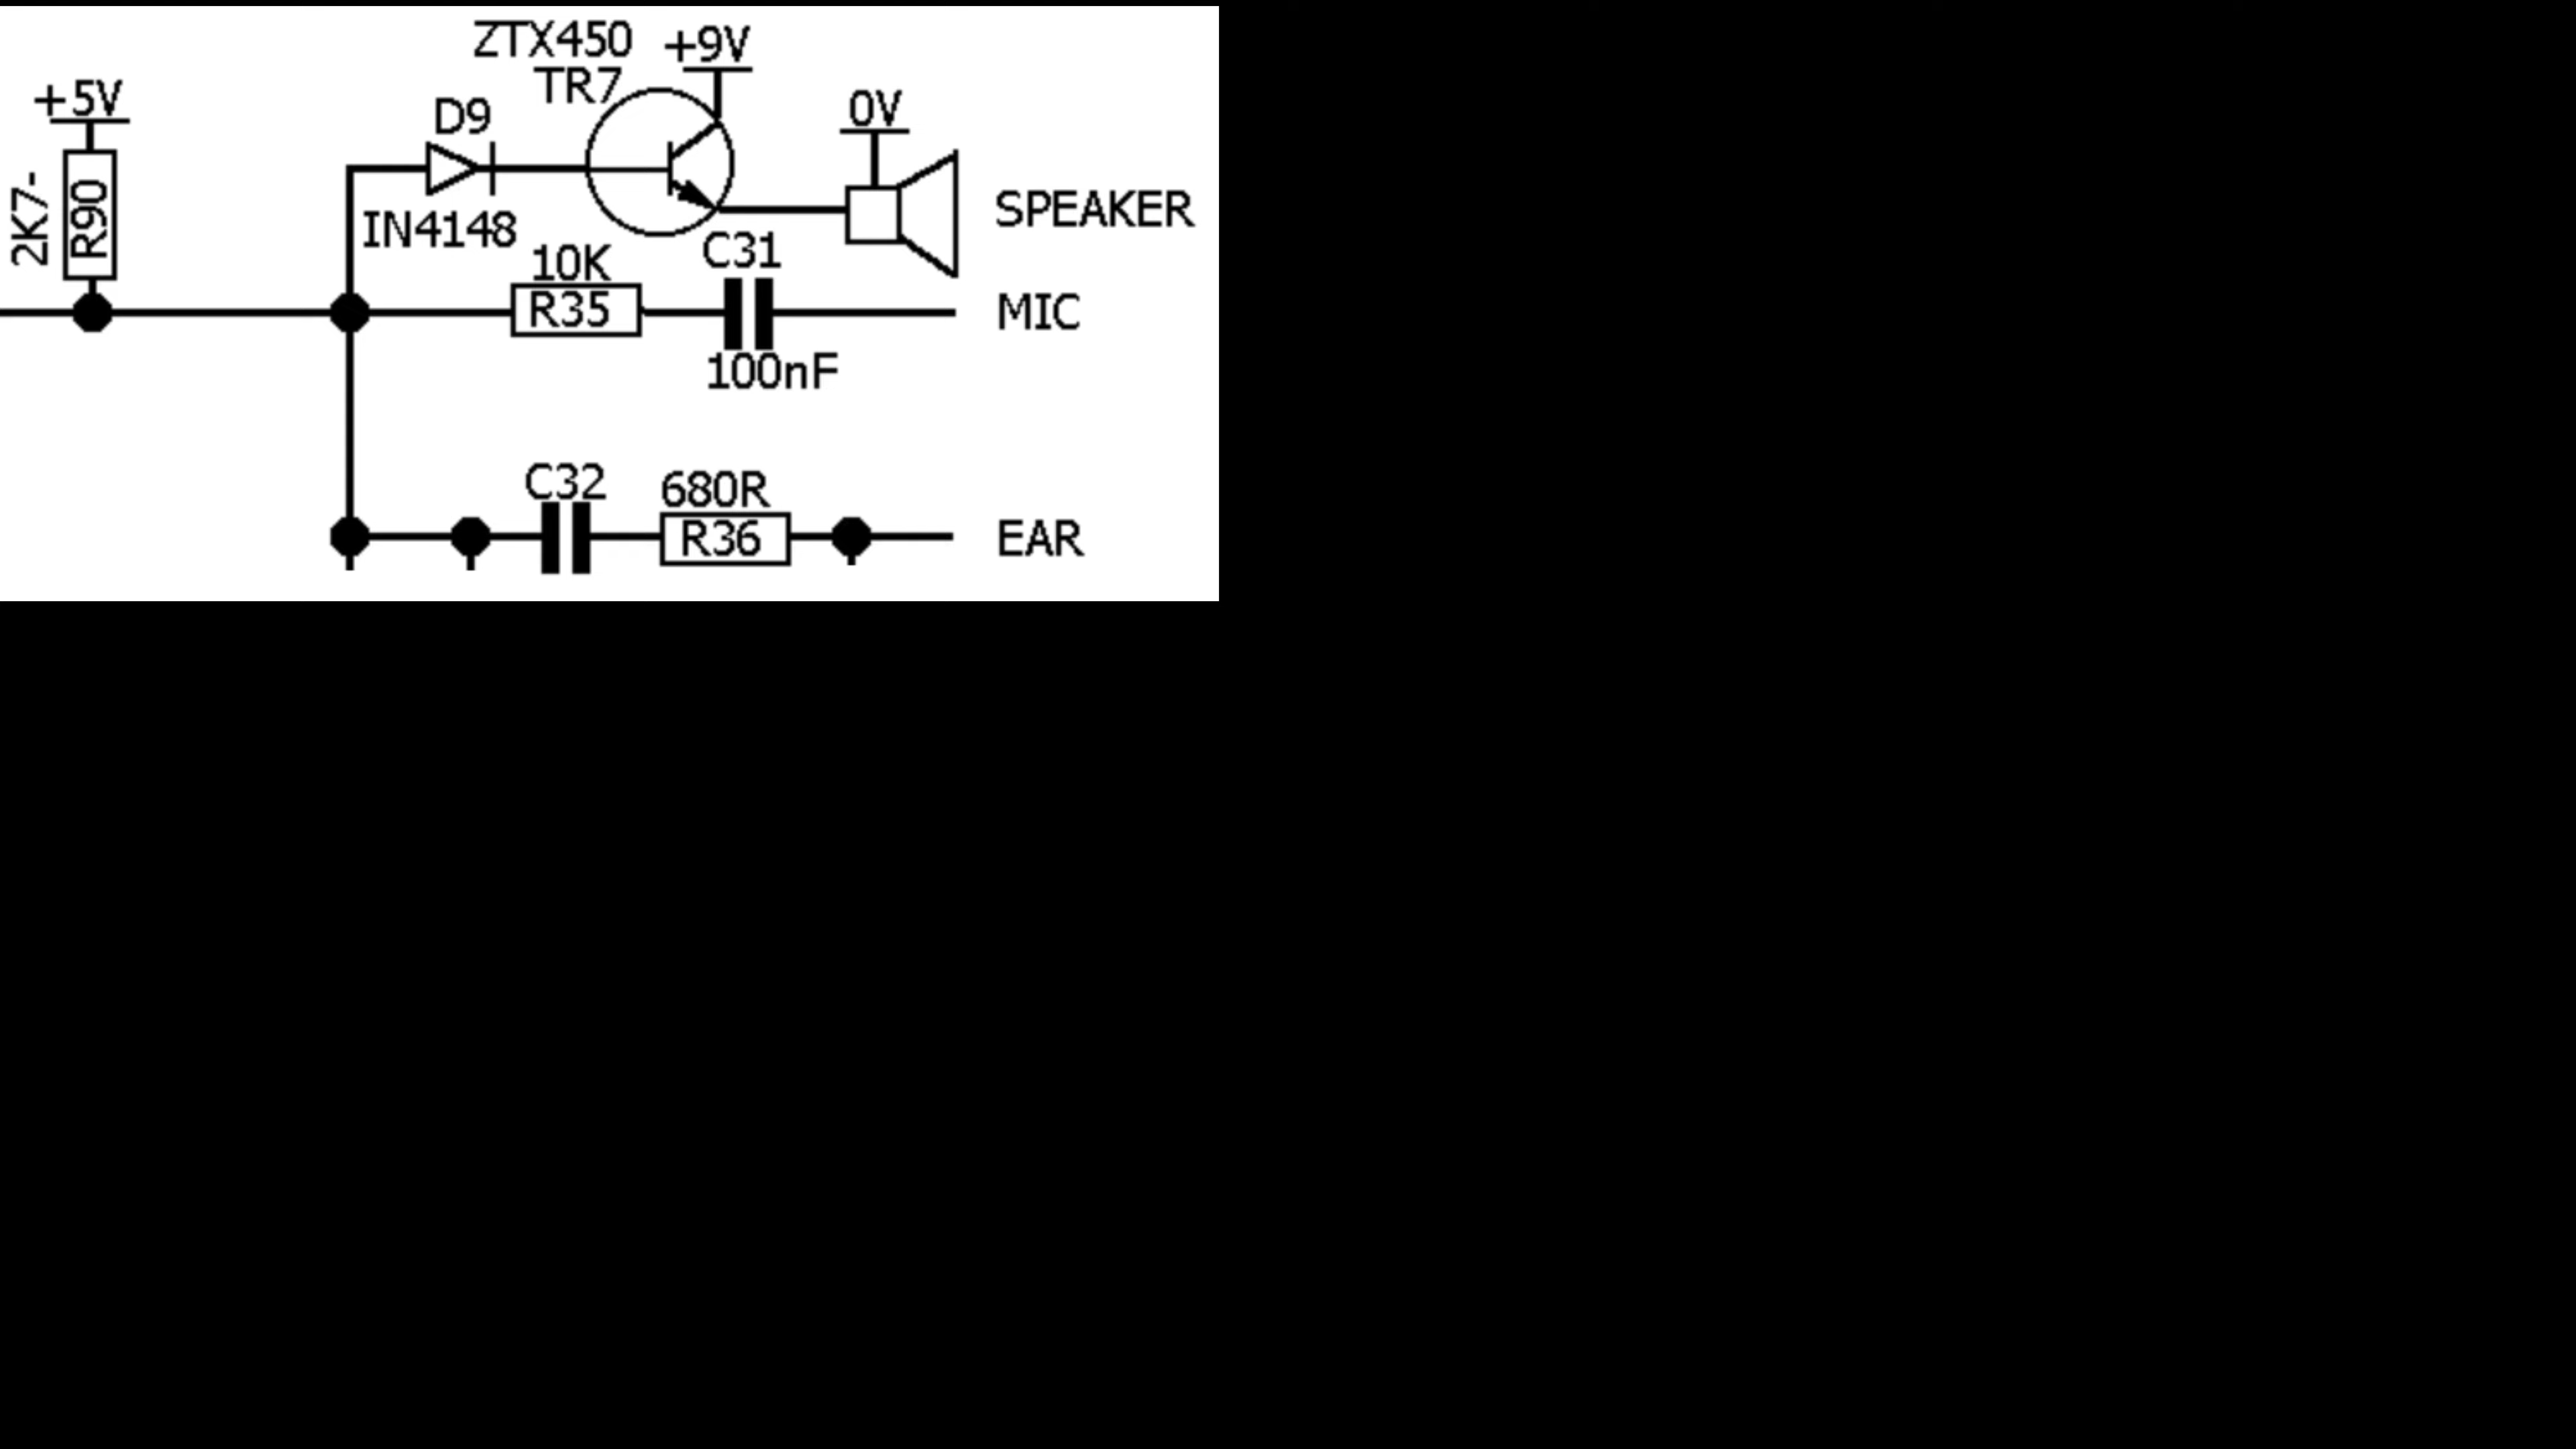 ZTX450
+9V
TR7
+5V
D9
0V
2K7-
R90
IN4148
SPEAKER
10K
C31
R35
MIC
100nF
C32
680R
R36
EAR